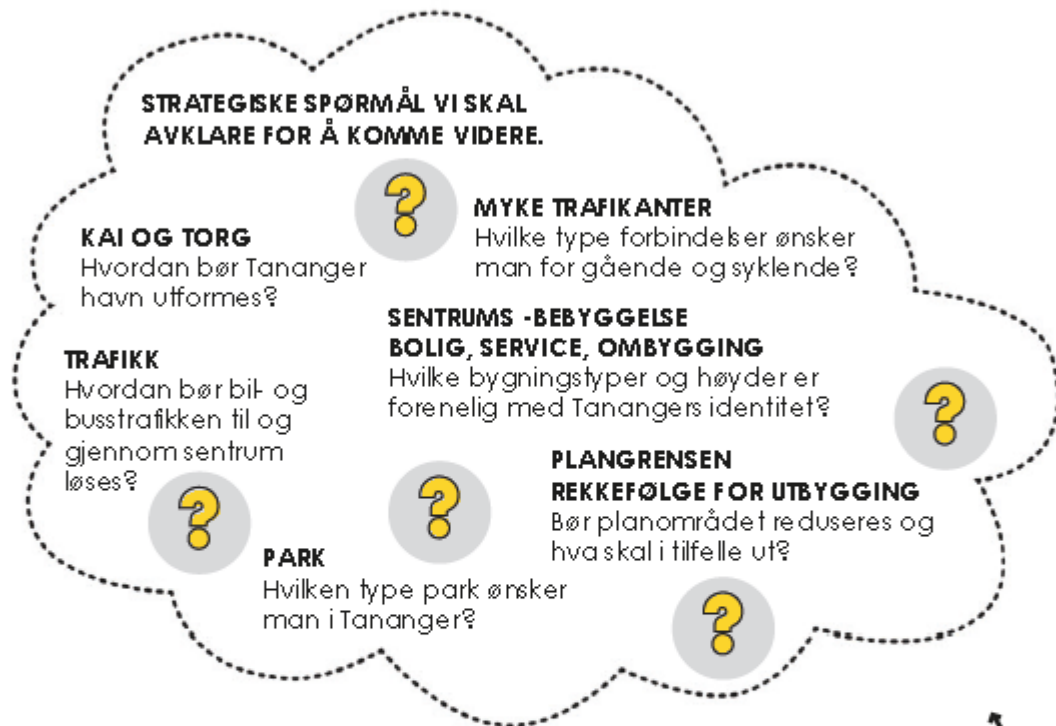 STRATEGISKE SPØRMÅL VI SKAL
AVKLARE FOR Å KOMME VIDERE.
?
KAI OG TORG
Hvordan bør Tananger
havn utformes?
MYKE TRAFIKANTER
Hvilke type forbindelser ønsker
man for gående og syklende?
SENTRUMS -BEBYGGELSE
BOLIG, SERVICE, OMBYGGING
Hvilke bygningstyper og høyder er
forenelig med Tanangers identitet?
?
TRAFIKK
Hvordan bør bil- og
busstrafikken til og
gjennom sentrum
løses?
?
?
PLANGRENSEN
REKKEFØLGE FOR UTBYGGING
Bør planområdet reduseres og
hva skal i tilfelle ut?
PARK
Hvilken type park ønsker
man i Tananger?
?